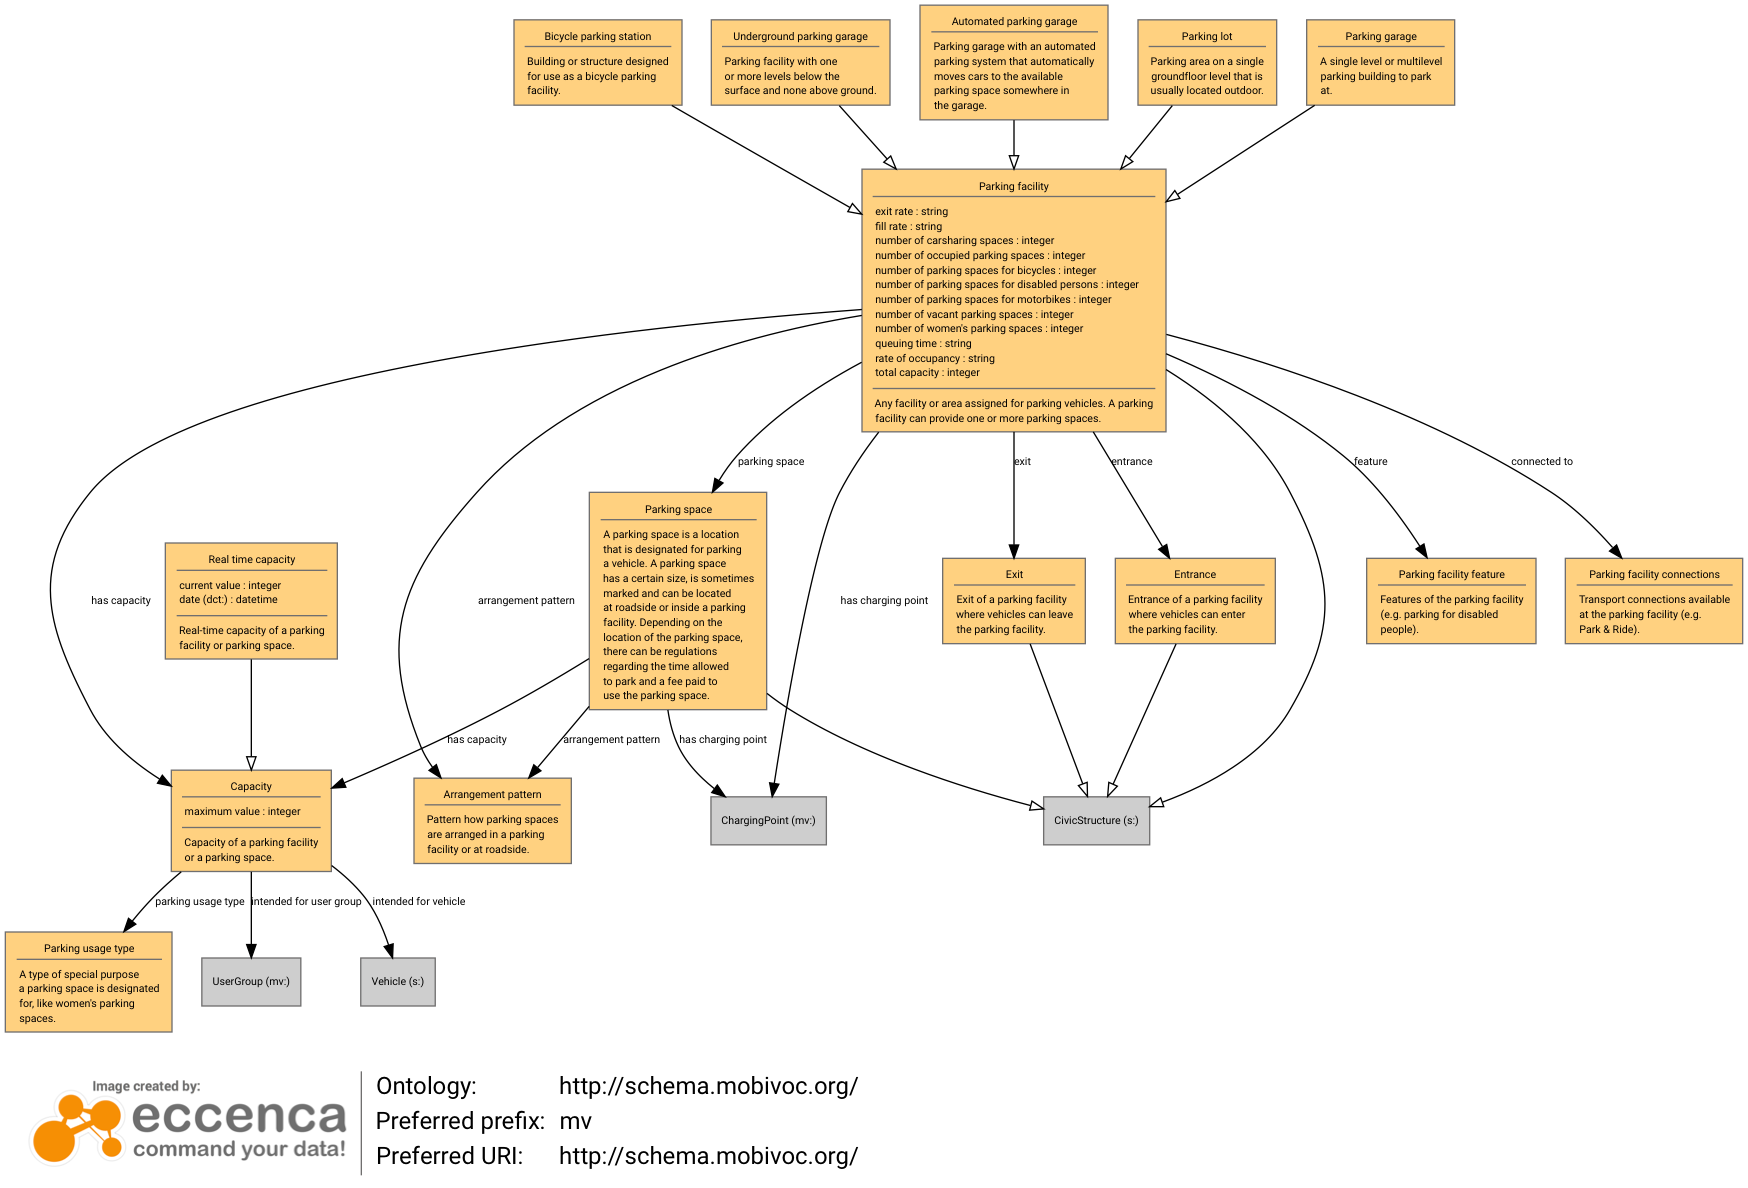 Bicycle parking station
Building or structure designed
for use as a bicycle parking
facility.
Underground parking garage
Parking facility with one
or more levels below the
surface and none above ground.
Automated parking garage
Parking garage with an automated
parking system that automatically
moves cars to the available
parking space somewhere in
the garage.
Parking lot
Parking area on a single
groundfloor level that is
usually located outdoor.
Parking garage
A single level or multilevel
parking building to park
at.
Parking facility
exit rate : string
fill rate : string
number of carsharing spaces : integer
number of occupied parking spaces : integer
number of parking spaces for bicycles : integer
number of parking spaces for disabled persons : integer
number of parking spaces for motorbikes : integer
number of vacant parking spaces : integer
number of women's parking spaces : integer
queuing time : string
rate of occupancy : string
total capacity : integer
Any facility or area assigned for parking vehicles. A parking
facility can provide one or more parking spaces.
parking space
exit
entrance
feature
connected to
Real time capacity
current value : integer
date (dct:) : datetime
Real-time capacity of a parking
facility or parking space.
has capacity
arrangement pattern
Parking space
A parking space is a location
that is designated for parking
a vehicle. A parking space
has a certain size, is sometimes
marked and can be located
at roadside or inside a parking
facility. Depending on the
location of the parking space,
there can be regulations
regarding the time allowed
to park and a fee paid to
use the parking space.
has charging point
Exit
Exit of a parking facility
where vehicles can leave
the parking facility.
Entrance
Entrance of a parking facility
where vehicles can enter
the parking facility.
Parking facility feature
Features of the parking facility
(e.g. parking for disabled
people).
Parking facility connections
Transport connections available
at the parking facility (e.g.
Park & Ride).
has capacity
arrangement pattern
has charging point
Capacity
maximum value : integer
Capacity of a parking facility
or a parking space.
Arrangement pattern
Pattern how parking spaces
are arranged in a parking
facility or at roadside.
ChargingPoint (mv:)
CivicStructure (s:)
parking usage type
intended for user group
intended for vehicle
Parking usage type
A type of special purpose
a parking space is designated
for, like women's parking
spaces.
UserGroup (mv:)
Vehicle (s:)
Image created by:
eccenca
command your data!
Ontology: http://schema.mobivoc.org/
Preferred prefix: mv
Preferred URI: http://schema.mobivoc.org/